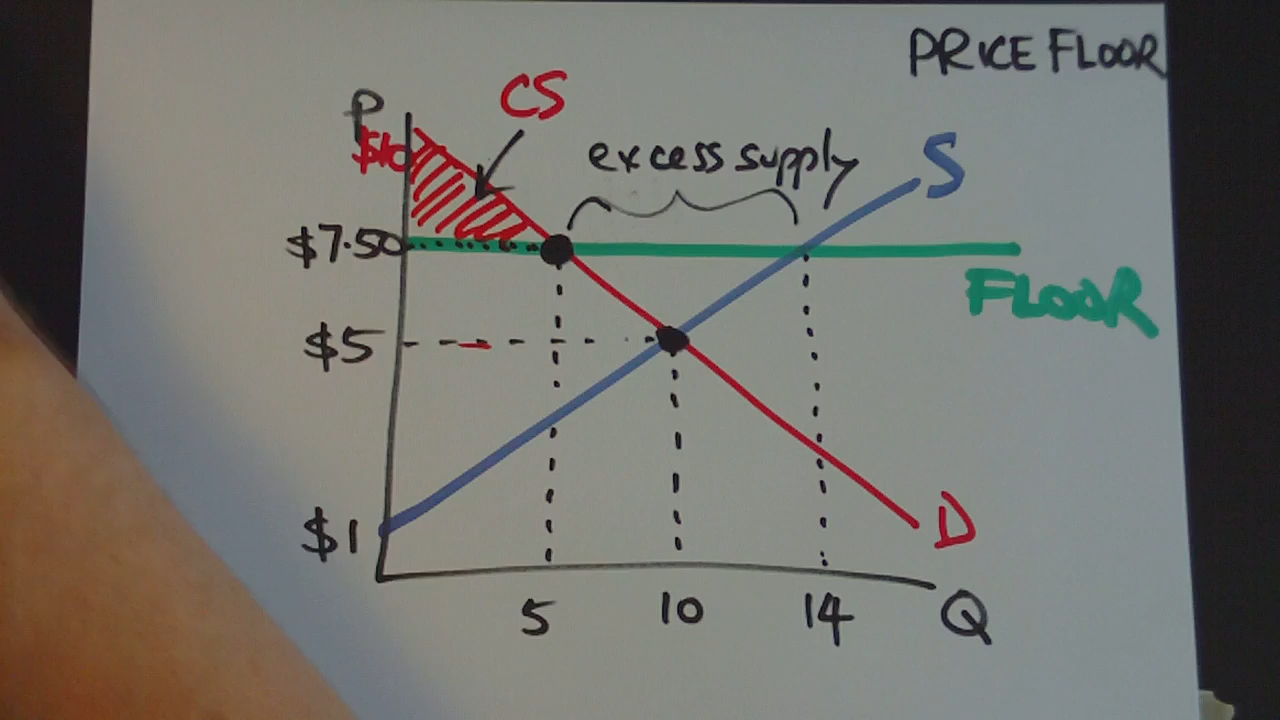 PRICE FLOOR
CS
P
$10
excess supply
S
$7.50
FLOOR
$5
$1
D
5 10 14 Q